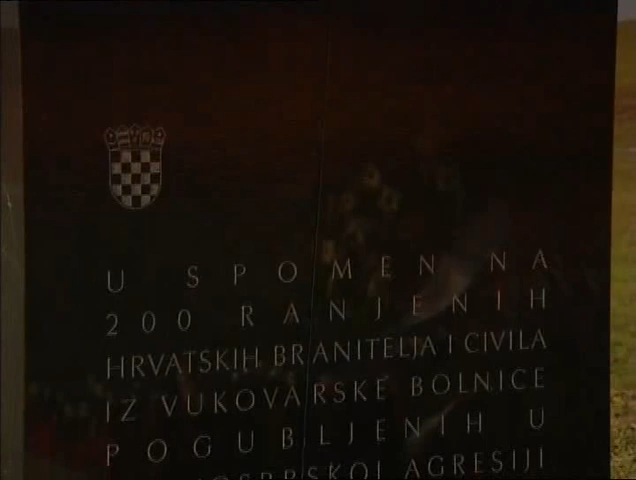 U SPOMEN NA
200 RANJENIH
HRVATSKIH BRANITELJA I CIVILA
IZ VUKOVARSKE BOLNICE
POGUBLJENIH U
AGRESIJI